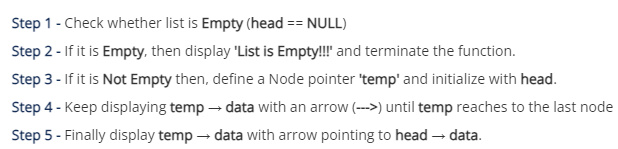 Step 1 - Check whether list is Empty (head == NULL)
Step 2 - If it is Empty, then display 'List is Empty!!!' and terminate the function.
Step 3 - If it is Not Empty then, define a Node pointer 'temp' and initialize with head.
Step 4 - Keep displaying temp → data with an arrow (--->) until temp reaches to the last node
Step 5 - Finally display temp → data with arrow pointing to head → data.